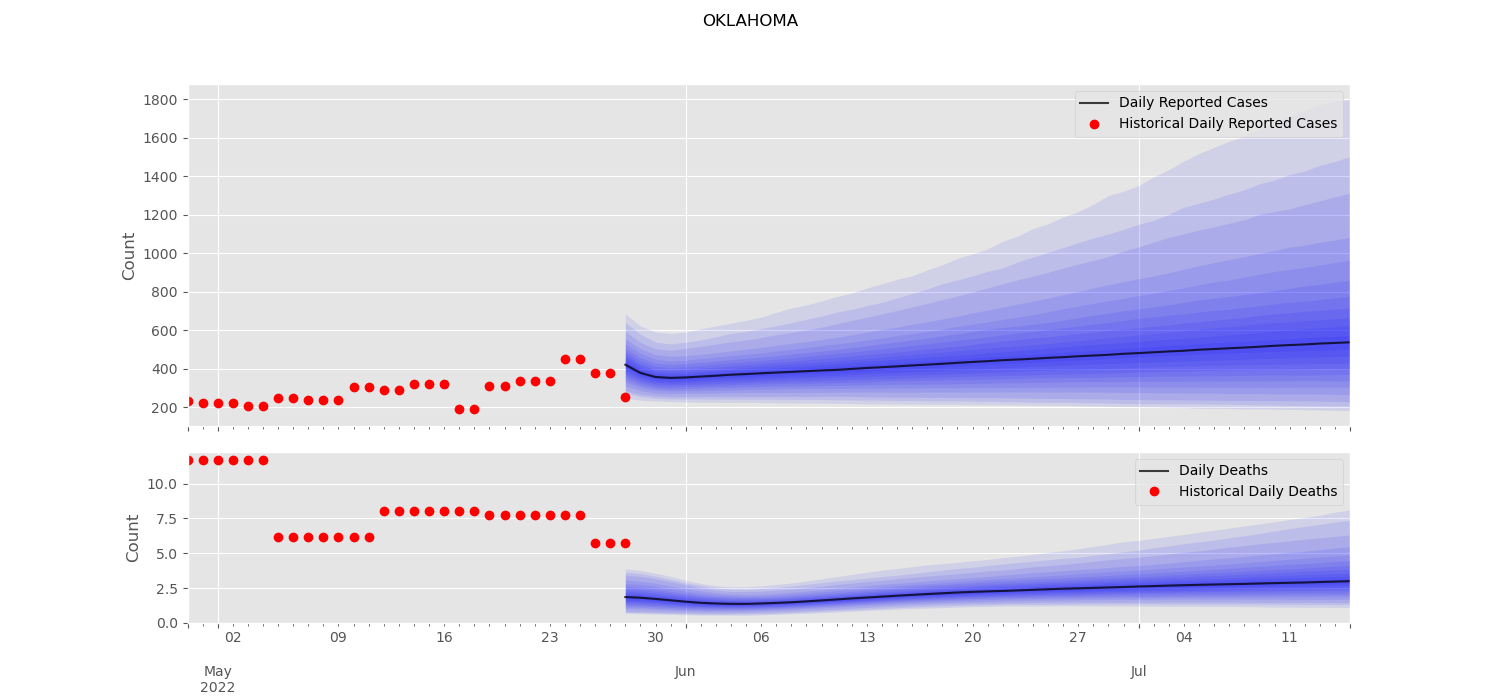 OKLAHOMA
1800
1600
1400
1200
1000
800
600
400
200
Count
Daily Reported Cases
Historical Daily Reported Cases
10.0
7.5
5.0
2.5
0.0
Count
Daily Deaths
Historical Daily Deaths
02 09 16 23 30 06 13 20 27 04 11
May Jun Jul
2022